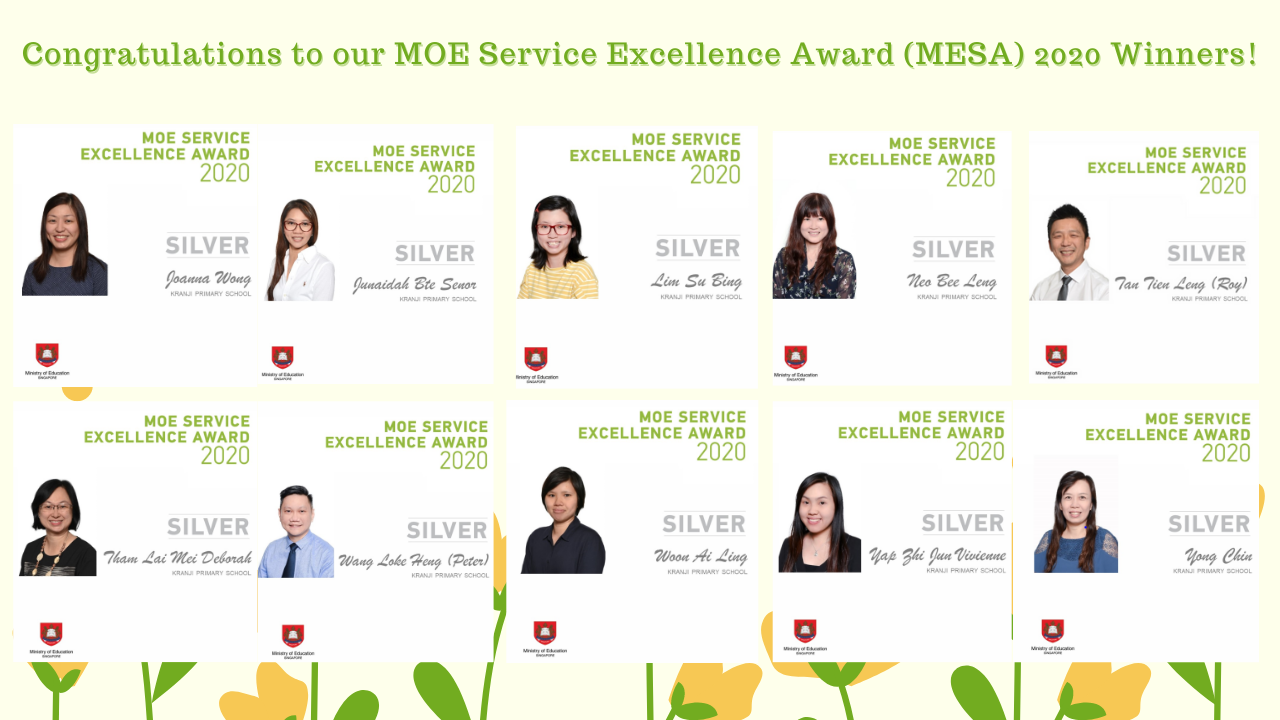 Congratulations to our MOE Service Excellence Award (MESA) 2020 Winners!
MOE SERVICE
EXCELLENCE AWARD
2020
SILVER
Joanna Wong
KRANJI PRIMARY SCHOOL
Ministry of Education
SINGAPORE
MOE SERVICE
EXCELLENCE AWARD
2020
SILVER
Junaidah Bte Senor
KRANJI PRIMARY SCHOOL
Ministry of Education
SINGAPORE
MOE SERVICE
EXCELLENCE AWARD
2020
SILVER
Lim Su Bing
KRANJI PRIMARY SCHOOL
Ministry of Education
SINGAPORE
MOE SERVICE
EXCELLENCE AWARD
2020
SILVER
Neo Bee Leng
KRANJI PRIMARY SCHOOL
Ministry of Education
SINGAPORE
MOE SERVICE
EXCELLENCE AWARD
2020
SILVER
Tan Tien Leng (Roy)
KRANJI PRIMARY SCHOOL
Ministry of Education
SINGAPORE
MOE SERVICE
EXCELLENCE AWARD
2020
SILVER
Tham Lai Mei Deborah
KRANJI PRIMARY SCHOOL
Ministry of Education
SINGAPORE
MOE SERVICE
EXCELLENCE AWARD
2020
SILVER
Wang Loke Heng (Peter)
KRANJI PRIMARY SCHOOL
Ministry of Education
SINGAPORE
MOE SERVICE
EXCELLENCE AWARD
2020
SILVER
Woon Ai Ling
KRANJI PRIMARY SCHOOL
Ministry of Education
SINGAPORE
MOE SERVICE
EXCELLENCE AWARD
2020
SILVER
Yap Zhi Jun Vivienne
KRANJI PRIMARY SCHOOL
Ministry of Education
SINGAPORE
MOE SERVICE
EXCELLENCE AWARD
2020
SILVER
Yong Chin
KRANJI PRIMARY SCHOOL
Ministry of Education
SINGAPORE